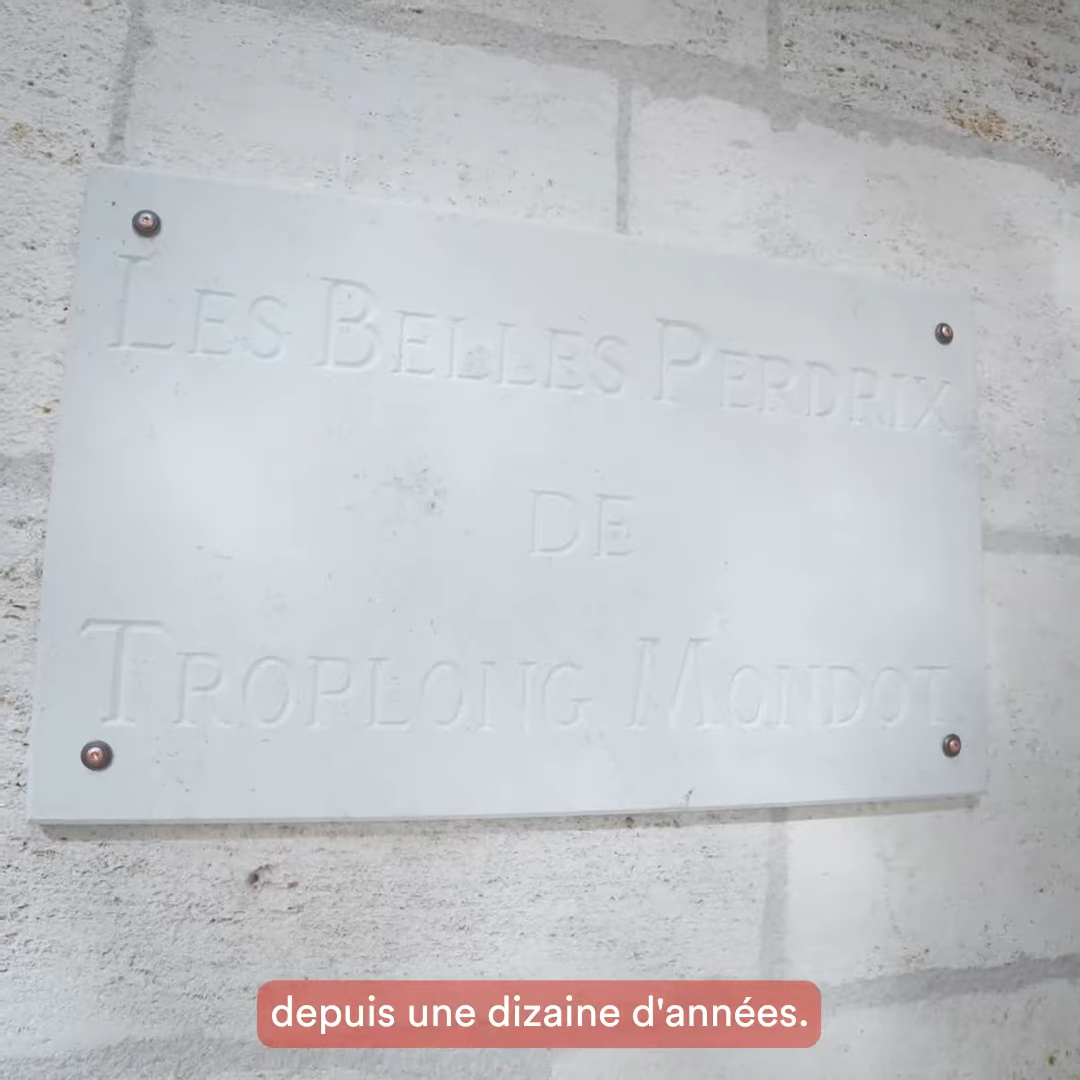 LES BELLES PERDRIX
DE
TROPLONG MONDOT
depuis une dizaine d'années.